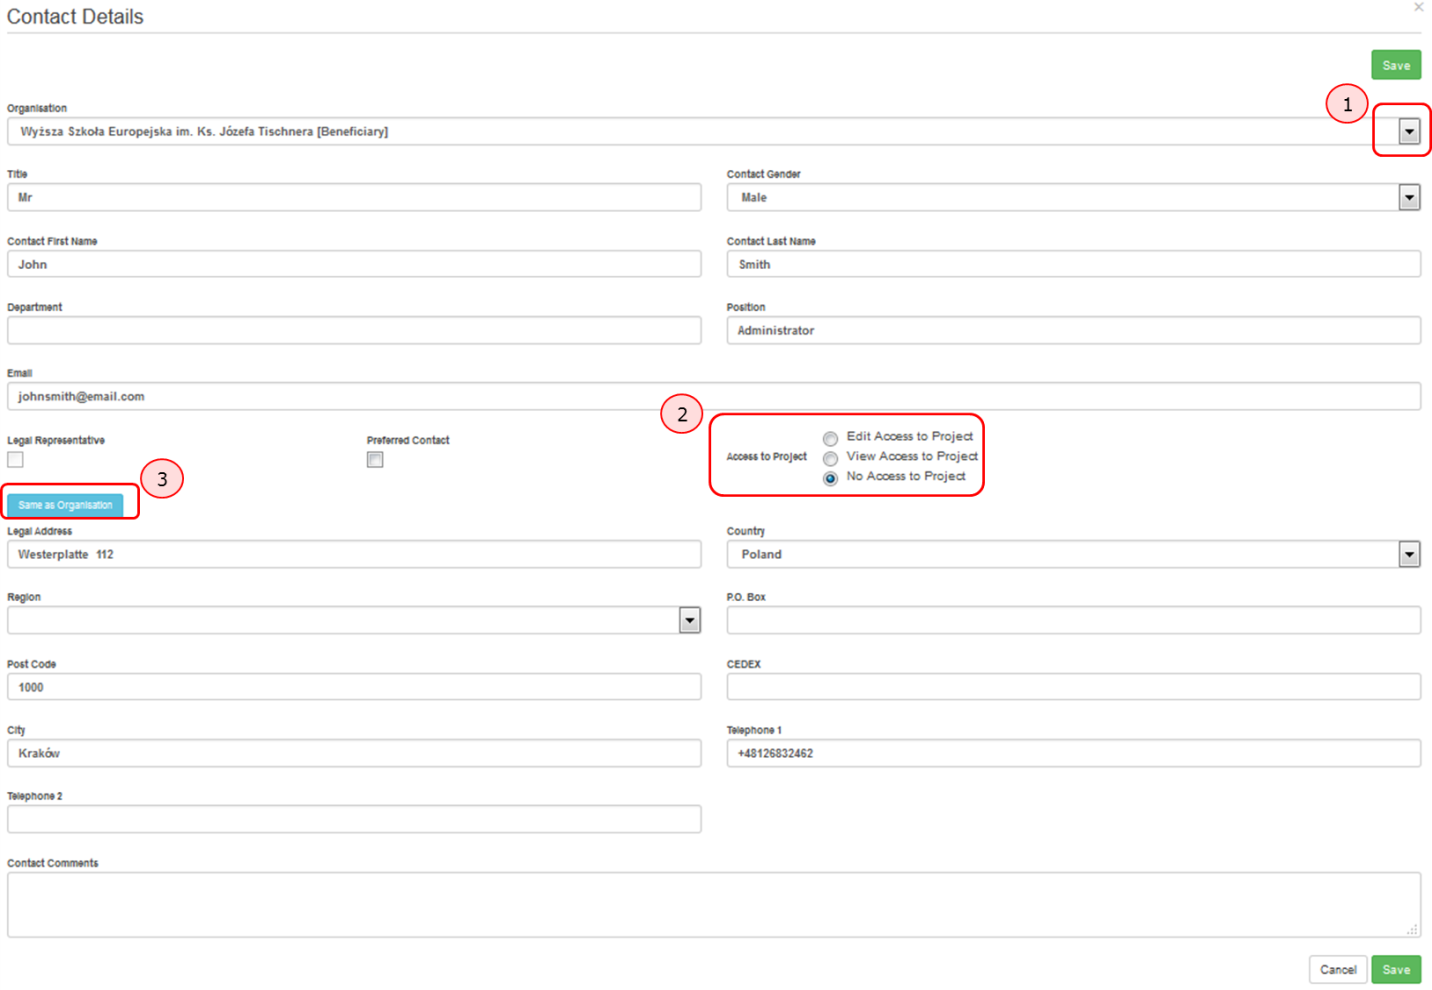 Contact Details
×
Save
Organisation
1
Wyższa Szkoła Europejska im. Ks. Józefa Tischnera [Beneficiary]
Title
Contact Gender
Mr
Male
Contact First Name
Contact Last Name
John
Smith
Department
Position
Administrator
Email
johnsmith@email.com
2
Legal Representative
Preferred Contact
Access to Project
Edit Access to Project
View Access to Project
No Access to Project
3
Same as Organisation
Legal Address
Country
Westerplatte 112
Poland
Region
P.O. Box
Post Code
CEDEX
1000
City
Telephone 1
Kraków
+48126832462
Telephone 2
Contact Comments
Cancel
Save